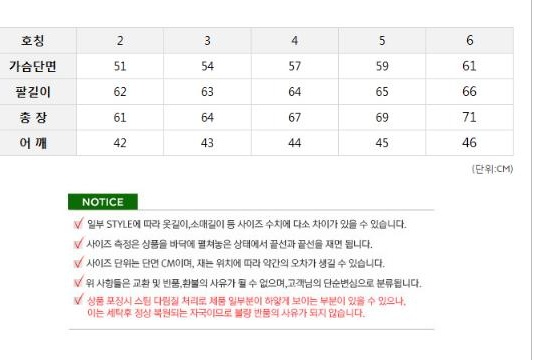 호칭 2 3 4 5 6
가슴단면 51 54 57 59 61
팔길이 62 63 64 65 66
총 장 61 64 67 69 71
어 깨 42 43 44 45 46
(단위:CM)
NOTICE
일부 STYLE에 따라 옷길이,소매길이 등 사이즈 수치에 다소 차이가 있을 수 있습니다.
사이즈 측정은 상품을 바닥에 펼쳐놓은 상태에서 끝선과 끝선을 재면 됩니다.
사이즈 단위는 단면 CM이며, 재는 위치에 따라 약간의 오차가 생길 수 있습니다.
위 사항들은 교환 및 반품,환불의 사유가 될 수 없으며,고객님의 단순변심으로 분류됩니다.
상품 포장시 스팀 다림질 처리로 제품 일부분이 하얗게 보이는 부분이 있을 수 있으나,
이는 세탁후 정상 복원되는 자국이므로 불량 반품의 사유가 되지 않습니다.